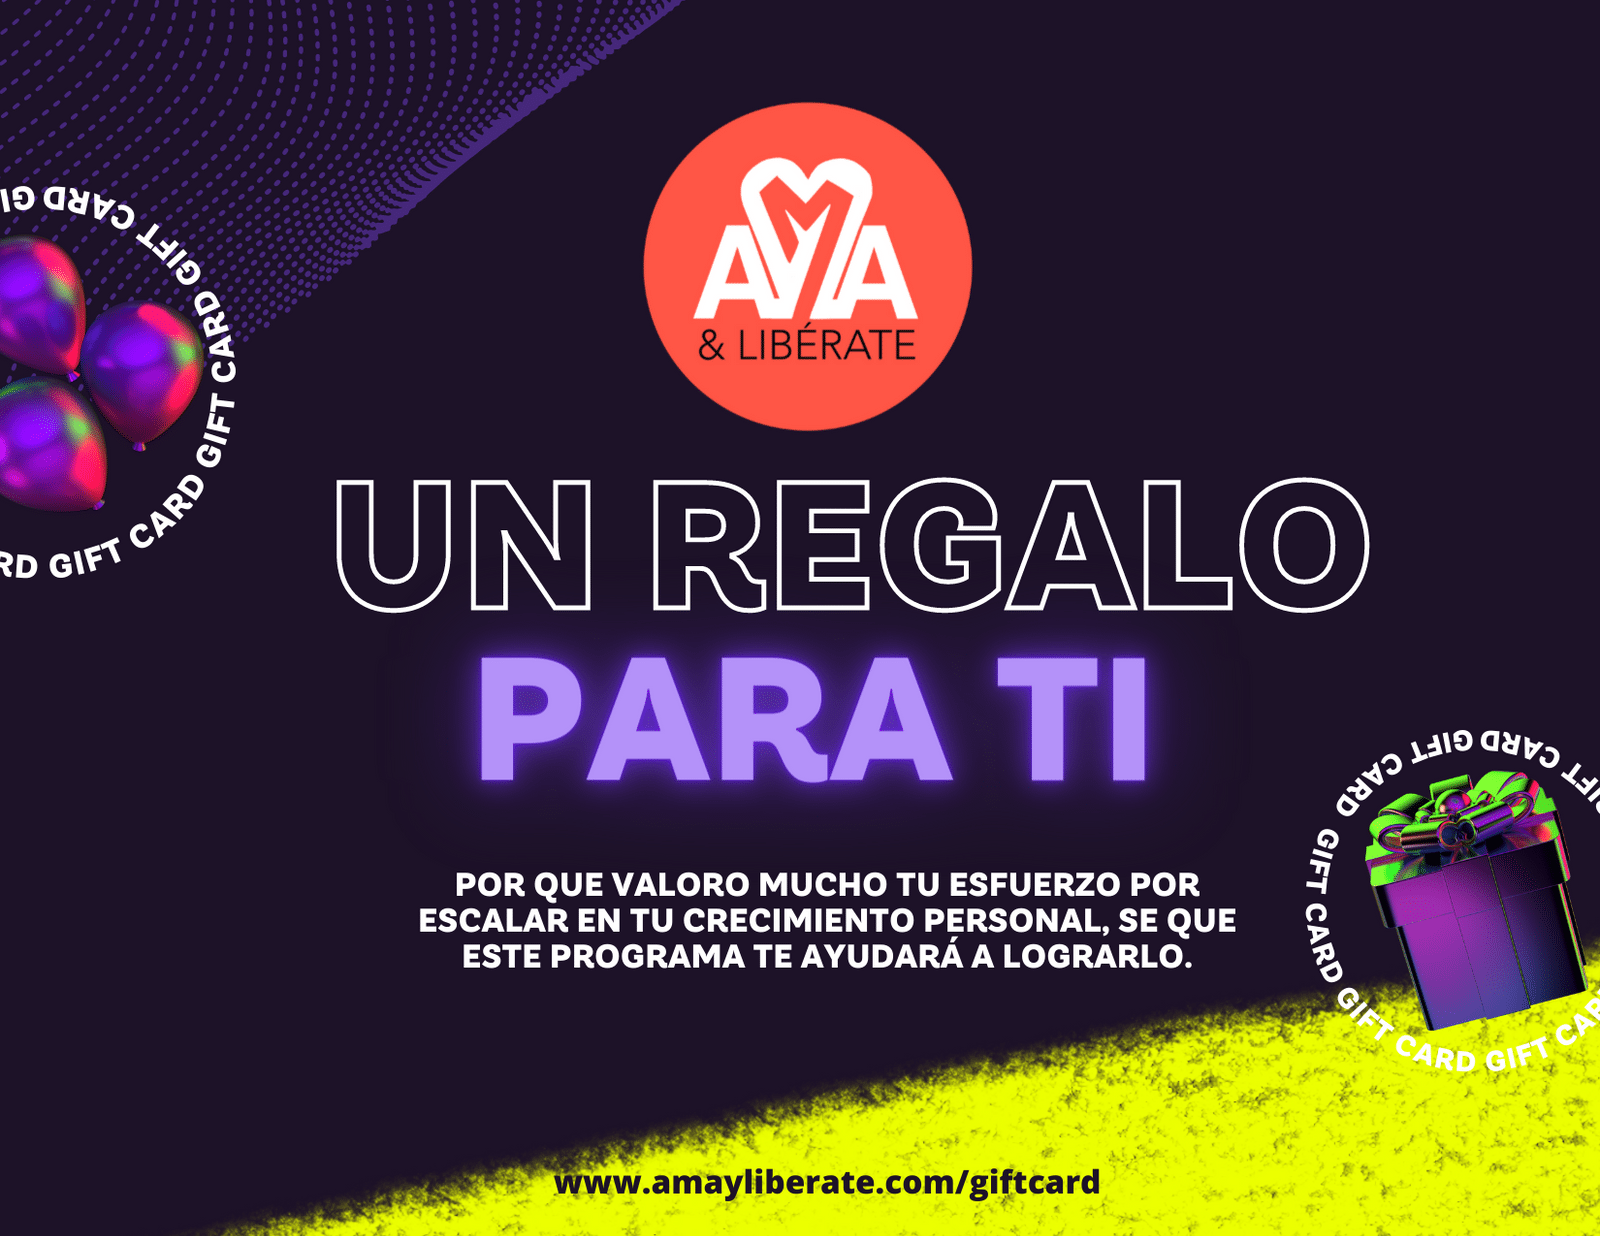 AMA
& LIBÉRATE
GIFT CARD GIFT CARD GIFT CARD
UN REGALO
PARA TI
POR QUE VALORO MUCHO TU ESFUERZO POR
ESCALAR EN TU CRECIMIENTO PERSONAL, SE QUE
ESTE PROGRAMA TE AYUDARÁ A LOGRARLO.
GIFT CARD GIFT CARD GIFT CARD GIFT CARD
www.amayliberate.com/giftcard